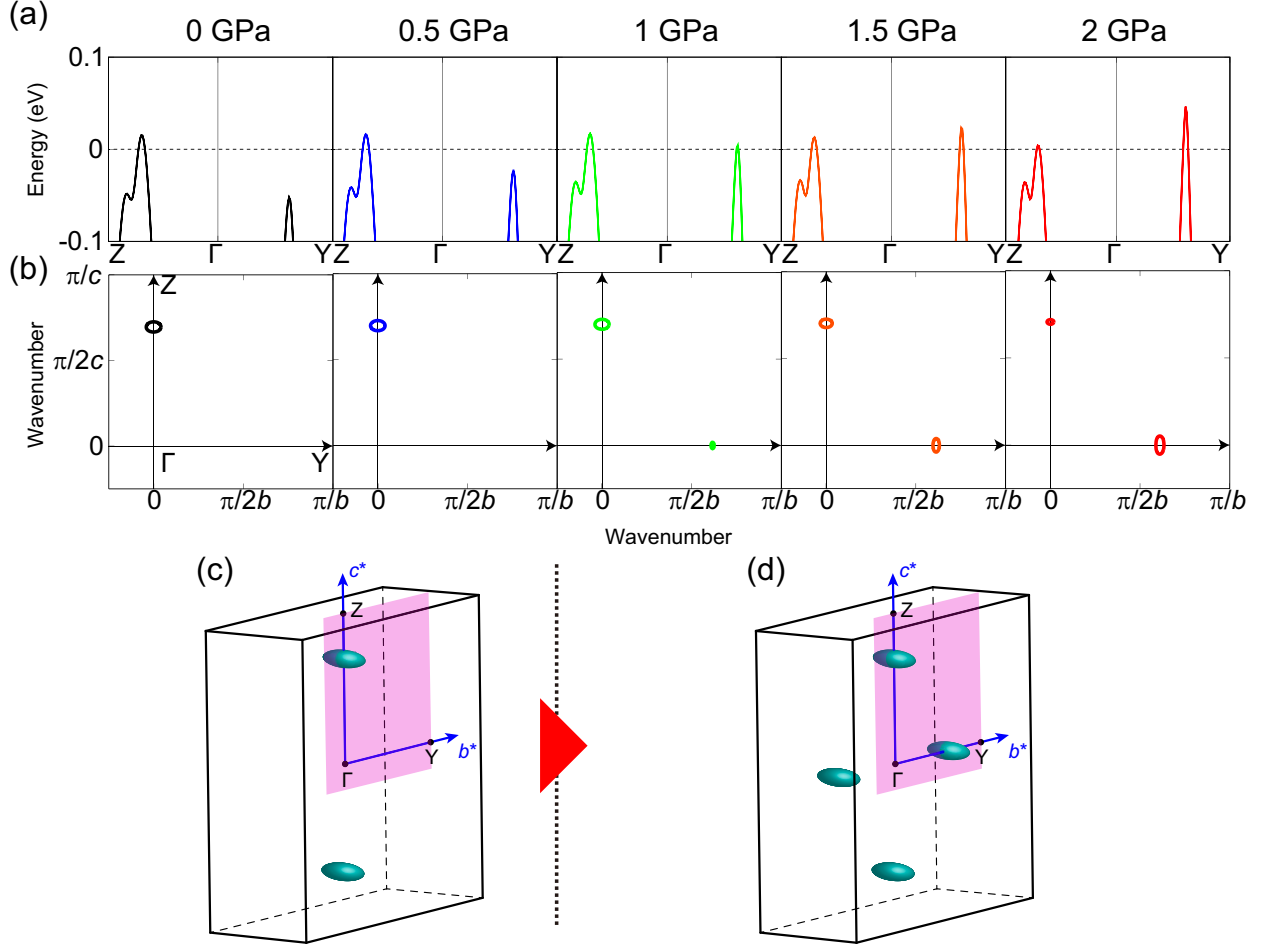 (a)
0 GPa 0.5 GPa 1 GPa 1.5 GPa 2 GPa
Energy (eV)
0.1
0
-0.1
Z Γ Y Z Γ Y Z Γ Y Z Γ Y Z Γ Y
(b)
Wavenumber
π/c
π/2c
0
Z
Γ Y
0 π/2b π/b 0 π/2b π/b 0 π/2b π/b 0 π/2b π/b 0 π/2b π/b
Wavenumber
(c)
c*
Z
Γ
Y
b*
(d)
c*
Z
Γ
Y
b*